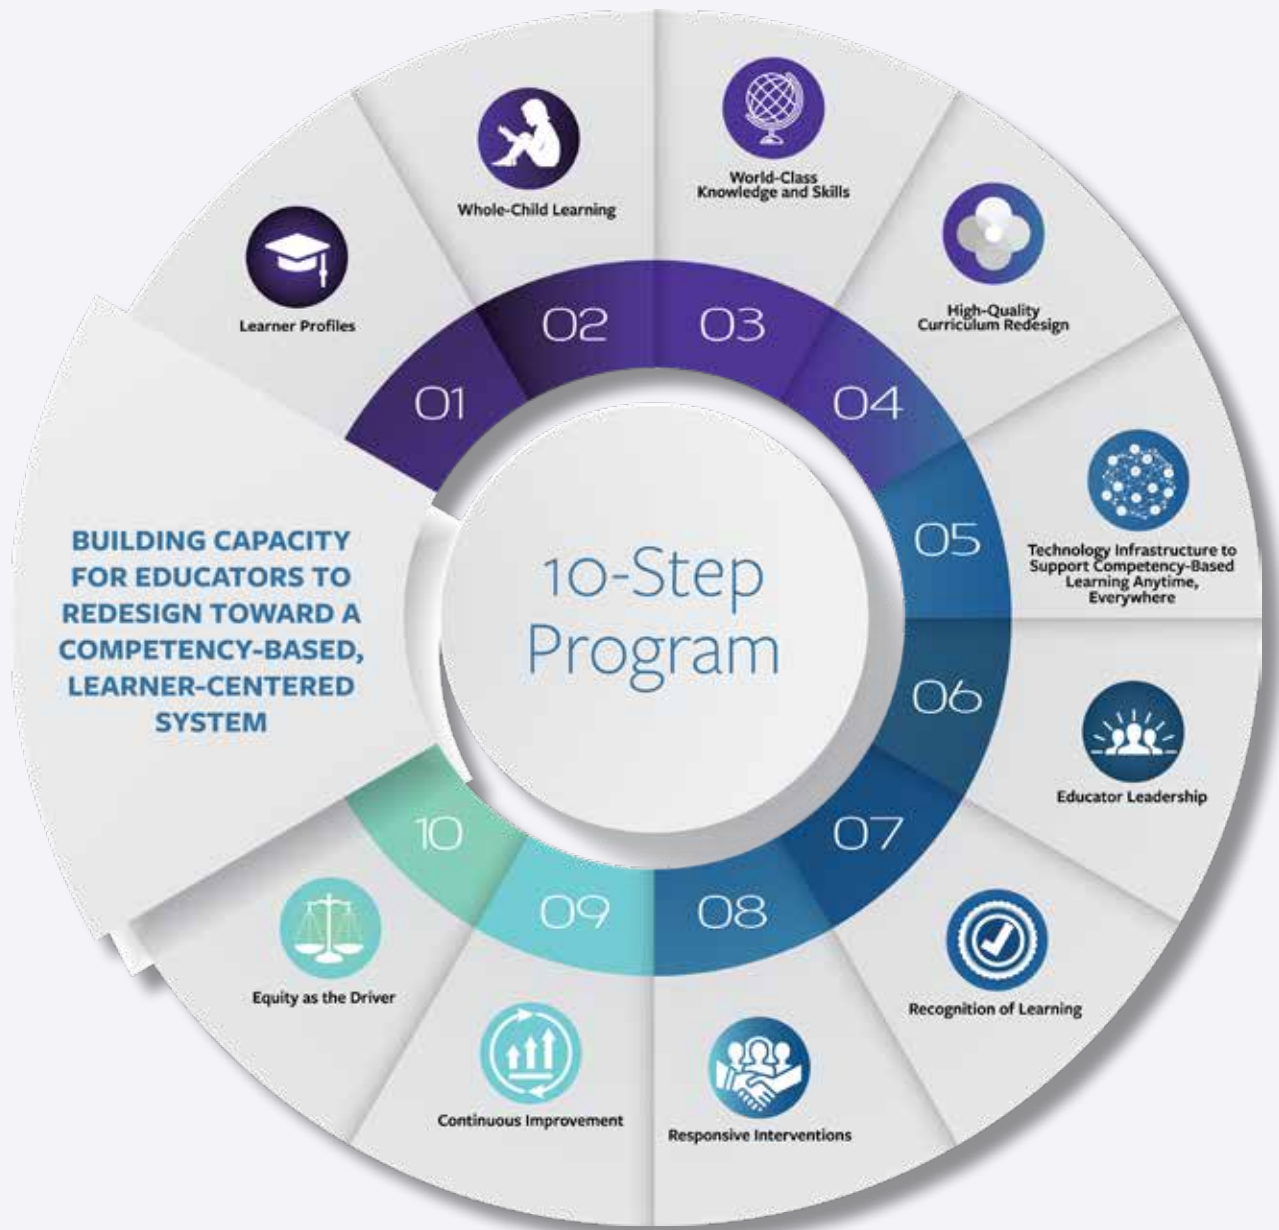 10-Step
Program
BUILDING CAPACITY
FOR EDUCATORS TO
REDESIGN TOWARD A
COMPETENCY-BASED,
LEARNER-CENTERED
SYSTEM
01
Learner Profiles
02
Whole-Child Learning
03
World-Class
Knowledge and Skills
04
High-Quality
Curriculum Redesign
05
Technology Infrastructure to
Support Competency-Based
Learning Anytime,
Everywhere
06
Educator Leadership
07
Recognition of Learning
08
Responsive Interventions
09
Continuous Improvement
10
Equity as the Driver